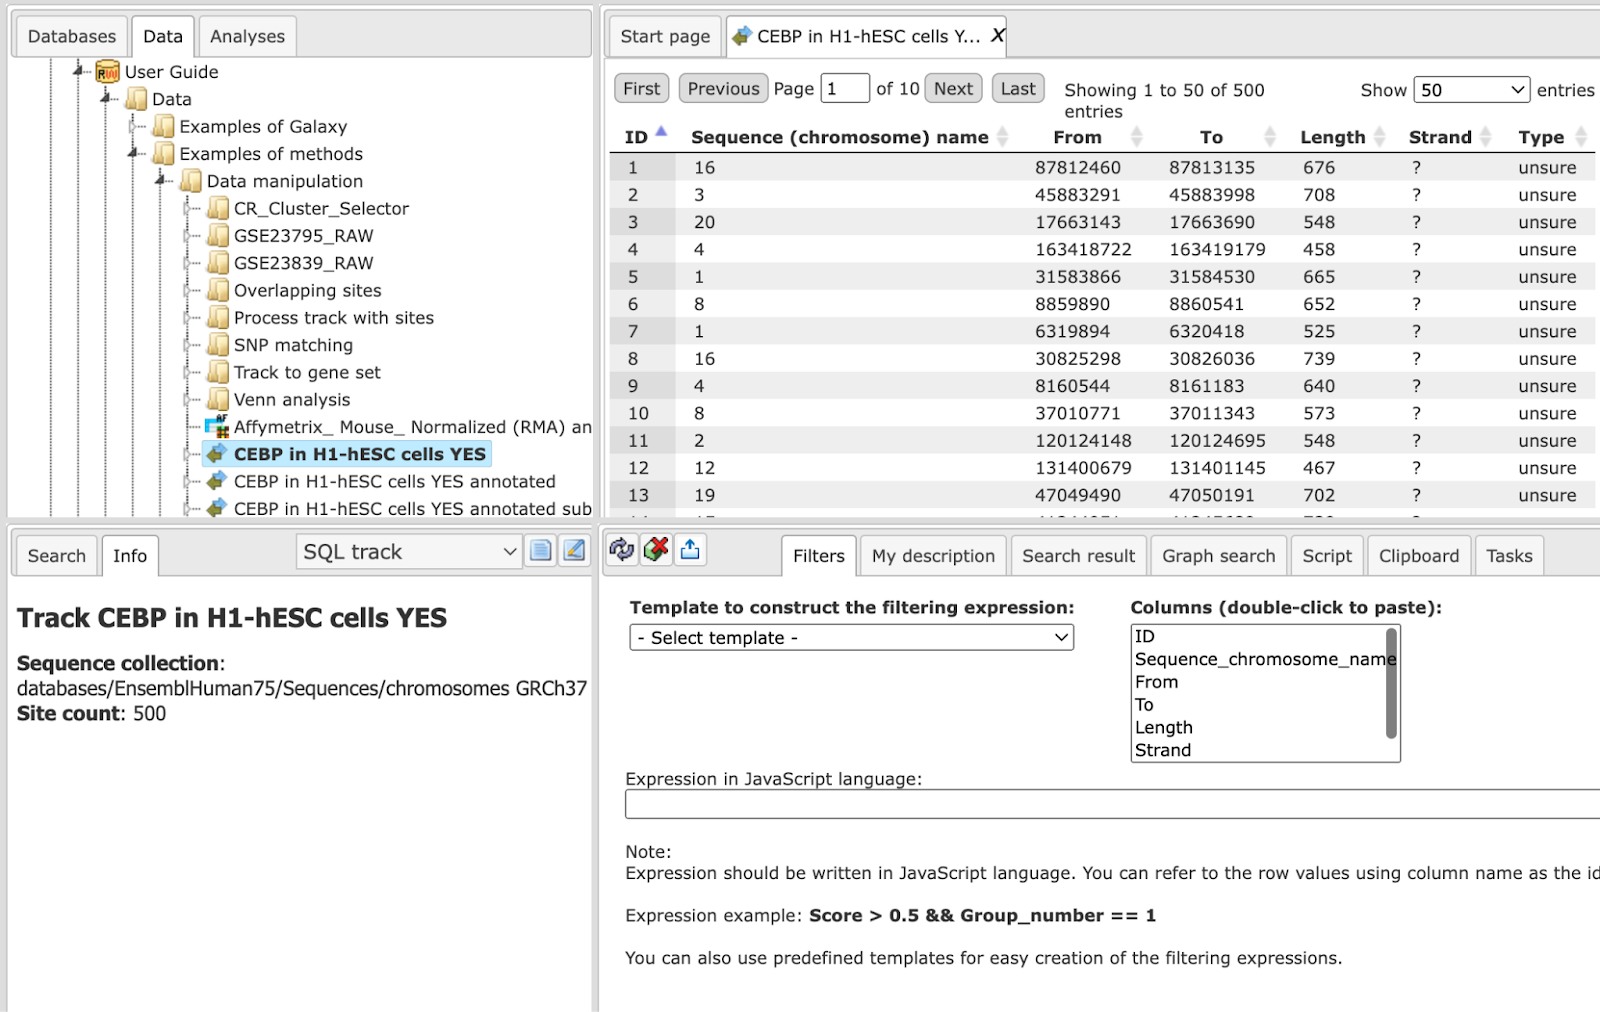 Databases Data Analyses
User Guide
Data
Examples of Galaxy
Examples of methods
Data manipulation
CR_Cluster_Selector
GSE23795_RAW
GSE23839_RAW
Overlapping sites
Process track with sites
SNP matching
Track to gene set
Venn analysis
Affymetrix_ Mouse_ Normalized (RMA) an
CEBP in H1-hESC cells YES
CEBP in H1-hESC cells YES annotated
CEBP in H1-hESC cells YES annotated sub
Start page CEBP in H1-hESC cells Y... X
First Previous Page 1 of 10 Next Last Showing 1 to 50 of 500 entries Show 50 entries
ID Sequence (chromosome) name From To Length Strand Type
1 16 87812460 87813135 676 ? unsure
2 3 45883291 45883998 708 ? unsure
3 20 17663143 17663690 548 ? unsure
4 4 163418722 163419179 458 ? unsure
5 1 31583866 31584530 665 ? unsure
6 8 8859890 8860541 652 ? unsure
7 1 6319894 6320418 525 ? unsure
8 16 30825298 30826036 739 ? unsure
9 4 8160544 8161183 640 ? unsure
10 8 37010771 37011343 573 ? unsure
11 2 120124148 120124695 548 ? unsure
12 12 131400679 131401145 467 ? unsure
13 19 47049490 47050191 702 ? unsure
Search Info SQL track
Track CEBP in H1-hESC cells YES
Sequence collection:
databases/EnsemblHuman75/Sequences/chromosomes GRCh37
Site count: 500
Filters My description Search result Graph search Script Clipboard Tasks
Template to construct the filtering expression:
- Select template -
Columns (double-click to paste):
ID
Sequence_chromosome_name
From
To
Length
Strand
Expression in JavaScript language:
Note:
Expression should be written in JavaScript language. You can refer to the row values using column name as the id
Expression example: Score > 0.5 && Group_number == 1
You can also use predefined templates for easy creation of the filtering expressions.